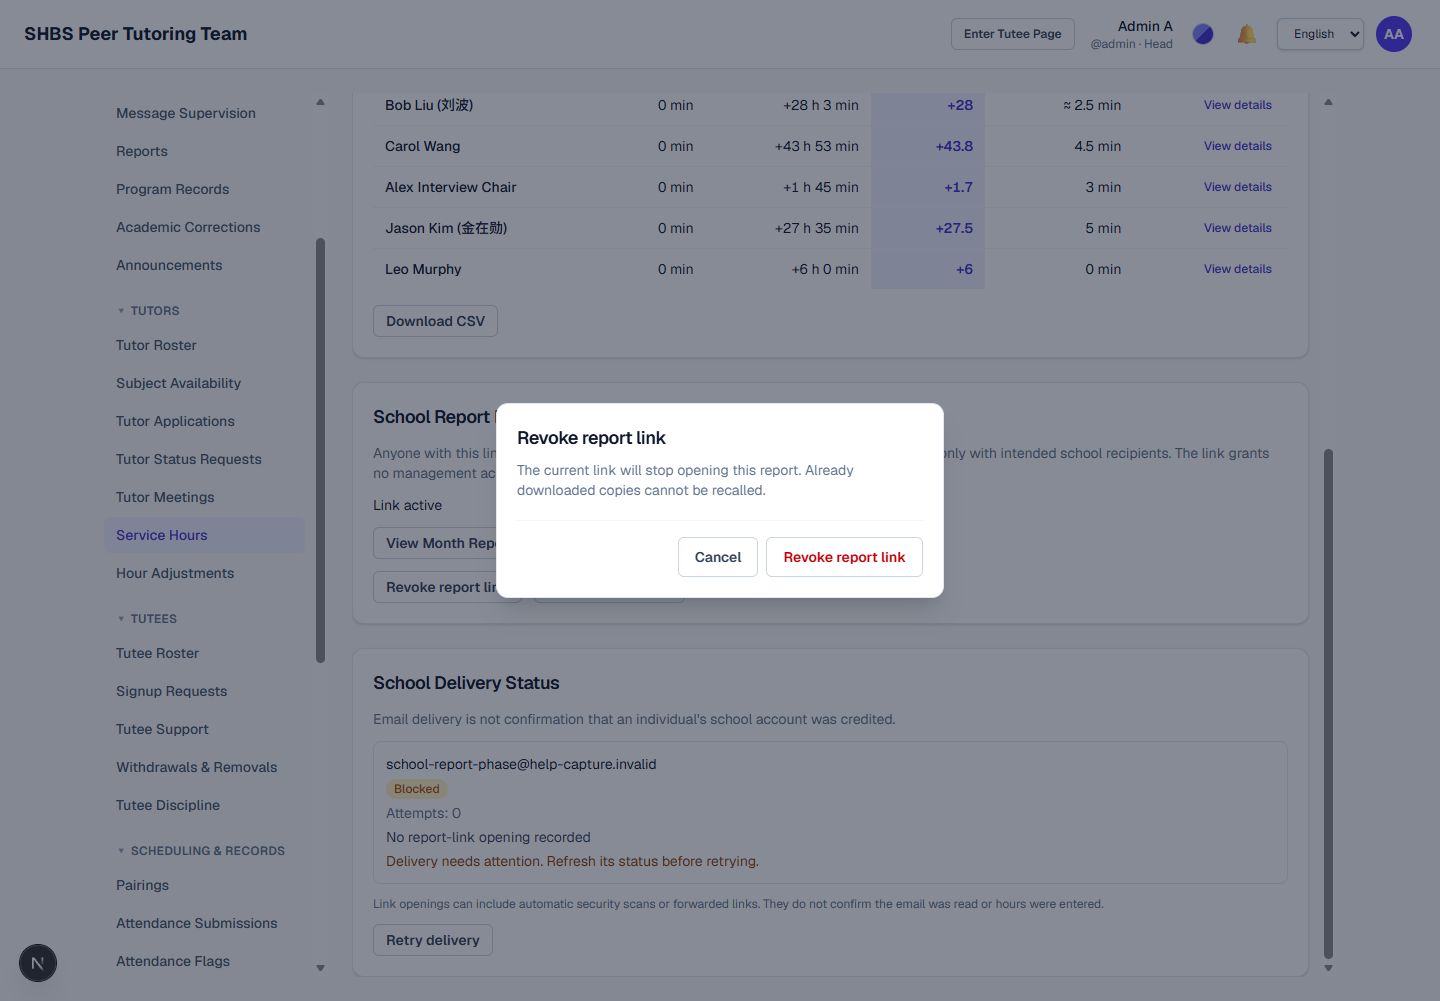 SHBS Peer Tutoring Team
Enter Tutee Page
Admin A
@admin · Head
English
AA
Message Supervision
Reports
Program Records
Academic Corrections
Announcements
TUTORS
Tutor Roster
Subject Availability
Tutor Applications
Tutor Status Requests
Tutor Meetings
Service Hours
Hour Adjustments
TUTEES
Tutee Roster
Signup Requests
Tutee Support
Withdrawals & Removals
Tutee Discipline
SCHEDULING & RECORDS
Pairings
Attendance Submissions
Attendance Flags
N
Bob Liu (刘波) 0 min +28 h 3 min +28 ≈ 2.5 min View details
Carol Wang 0 min +43 h 53 min +43.8 4.5 min View details
Alex Interview Chair 0 min +1 h 45 min +1.7 3 min View details
Jason Kim (金在勋) 0 min +27 h 35 min +27.5 5 min View details
Leo Murphy 0 min +6 h 0 min +6 0 min View details
Download CSV
School Report
Anyone with this lin only with intended school recipients. The link grants
no management ac
Link active
View Month Rep
Revoke report lin
Revoke report link
The current link will stop opening this report. Already
downloaded copies cannot be recalled.
Cancel
Revoke report link
School Delivery Status
Email delivery is not confirmation that an individual's school account was credited.
school-report-phase@help-capture.invalid
Blocked
Attempts: 0
No report-link opening recorded
Delivery needs attention. Refresh its status before retrying.
Link openings can include automatic security scans or forwarded links. They do not confirm the email was read or hours were entered.
Retry delivery